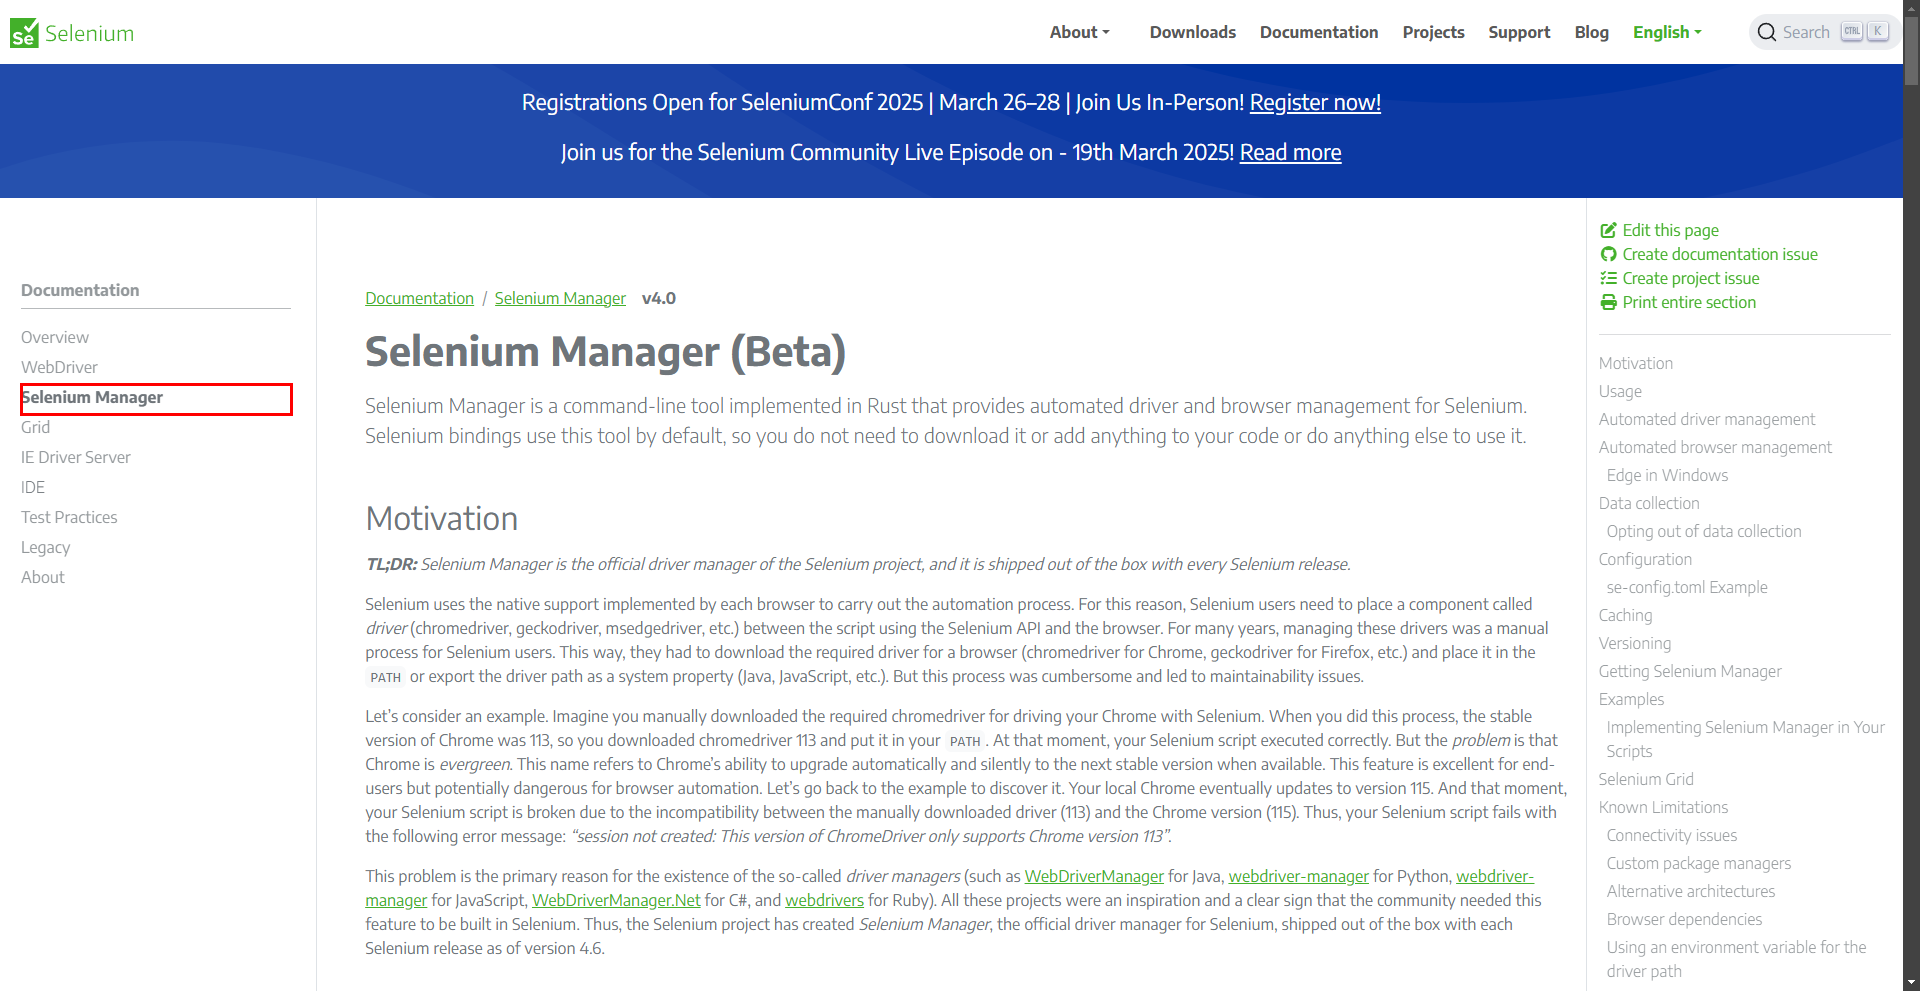 Se Selenium
About Downloads Documentation Projects Support Blog English Search CTRL K
Registrations Open for SeleniumConf 2025 | March 26–28 | Join Us In-Person! Register now!
Join us for the Selenium Community Live Episode on - 19th March 2025! Read more
Documentation
Overview
WebDriver
Selenium Manager
Grid
IE Driver Server
IDE
Test Practices
Legacy
About
Documentation / Selenium Manager v4.0
Selenium Manager (Beta)
Selenium Manager is a command-line tool implemented in Rust that provides automated driver and browser management for Selenium.
Selenium bindings use this tool by default, so you do not need to download it or add anything to your code or do anything else to use it.
Motivation
TL;DR: Selenium Manager is the official driver manager of the Selenium project, and it is shipped out of the box with every Selenium release.
Selenium uses the native support implemented by each browser to carry out the automation process. For this reason, Selenium users need to place a component called
driver (chromedriver, geckodriver, msedgedriver, etc.) between the script using the Selenium API and the browser. For many years, managing these drivers was a manual
process for Selenium users. This way, they had to download the required driver for a browser (chromedriver for Chrome, geckodriver for Firefox, etc.) and place it in the
PATH or export the driver path as a system property (Java, JavaScript, etc.). But this process was cumbersome and led to maintainability issues.
Let’s consider an example. Imagine you manually downloaded the required chromedriver for driving your Chrome with Selenium. When you did this process, the stable
version of Chrome was 113, so you downloaded chromedriver 113 and put it in your PATH. At that moment, your Selenium script executed correctly. But the problem is that
Chrome is evergreen. This name refers to Chrome’s ability to upgrade automatically and silently to the next stable version when available. This feature is excellent for end-
users but potentially dangerous for browser automation. Let’s go back to the example to discover it. Your local Chrome eventually updates to version 115. And that moment,
your Selenium script is broken due to the incompatibility between the manually downloaded driver (113) and the Chrome version (115). Thus, your Selenium script fails with
the following error message: “session not created: This version of ChromeDriver only supports Chrome version 113”.
This problem is the primary reason for the existence of the so-called driver managers (such as WebDriverManager for Java, webdriver-manager for Python, webdriver-
manager for JavaScript, WebDriverManager.Net for C#, and webdrivers for Ruby). All these projects were an inspiration and a clear sign that the community needed this
feature to be built in Selenium. Thus, the Selenium project has created Selenium Manager, the official driver manager for Selenium, shipped out of the box with each
Selenium release as of version 4.6.
Edit this page
Create documentation issue
Create project issue
Print entire section
Motivation
Usage
Automated driver management
Automated browser management
Edge in Windows
Data collection
Opting out of data collection
Configuration
se-config.toml Example
Caching
Versioning
Getting Selenium Manager
Examples
Implementing Selenium Manager in Your
Scripts
Selenium Grid
Known Limitations
Connectivity issues
Custom package managers
Alternative architectures
Browser dependencies
Using an environment variable for the
driver path